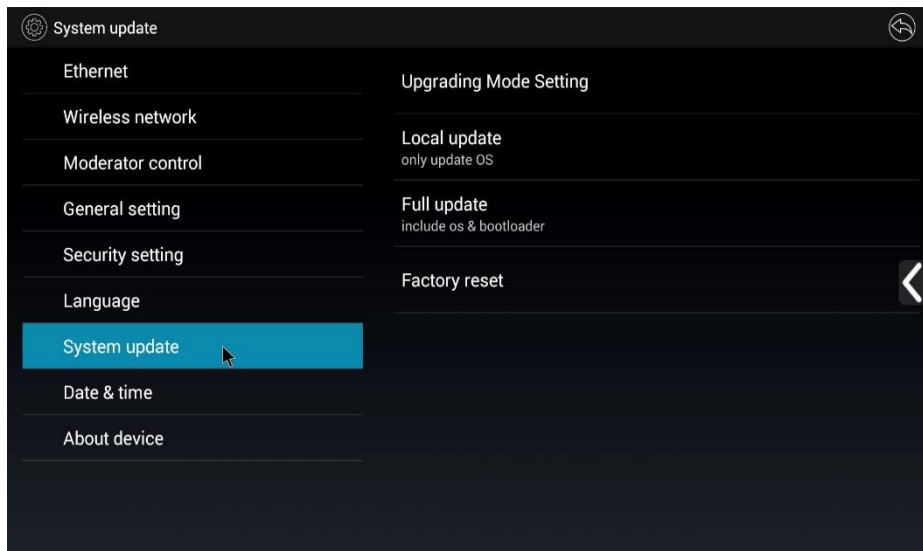 System update
Ethernet
Wireless network
Moderator control
General setting
Security setting
Language
System update
Date & time
About device
Upgrading Mode Setting
Local update
only update OS
Full update
include os & bootloader
Factory reset